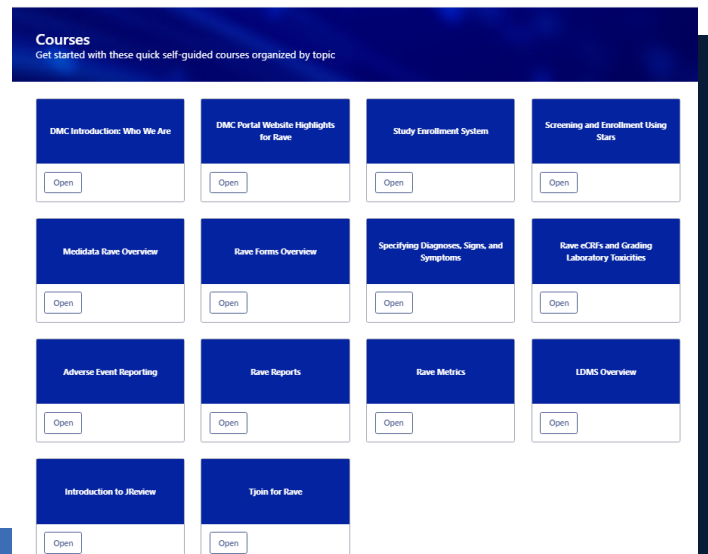 Courses
Get started with these quick self-guided courses organized by topic
DMC Introduction: Who We Are
Open
DMC Portal Website Highlights
for Rave
Open
Study Enrollment System
Open
Screening and Enrollment Using
Stars
Open
Medidata Rave Overview
Open
Rave Forms Overview
Open
Specifying Diagnoses, Signs, and
Symptoms
Open
Rave eCRFs and Grading
Laboratory Toxicities
Open
Adverse Event Reporting
Open
Rave Reports
Open
Rave Metrics
Open
LDMS Overview
Open
Introduction to JReview
Open
Tjoin for Rave
Open